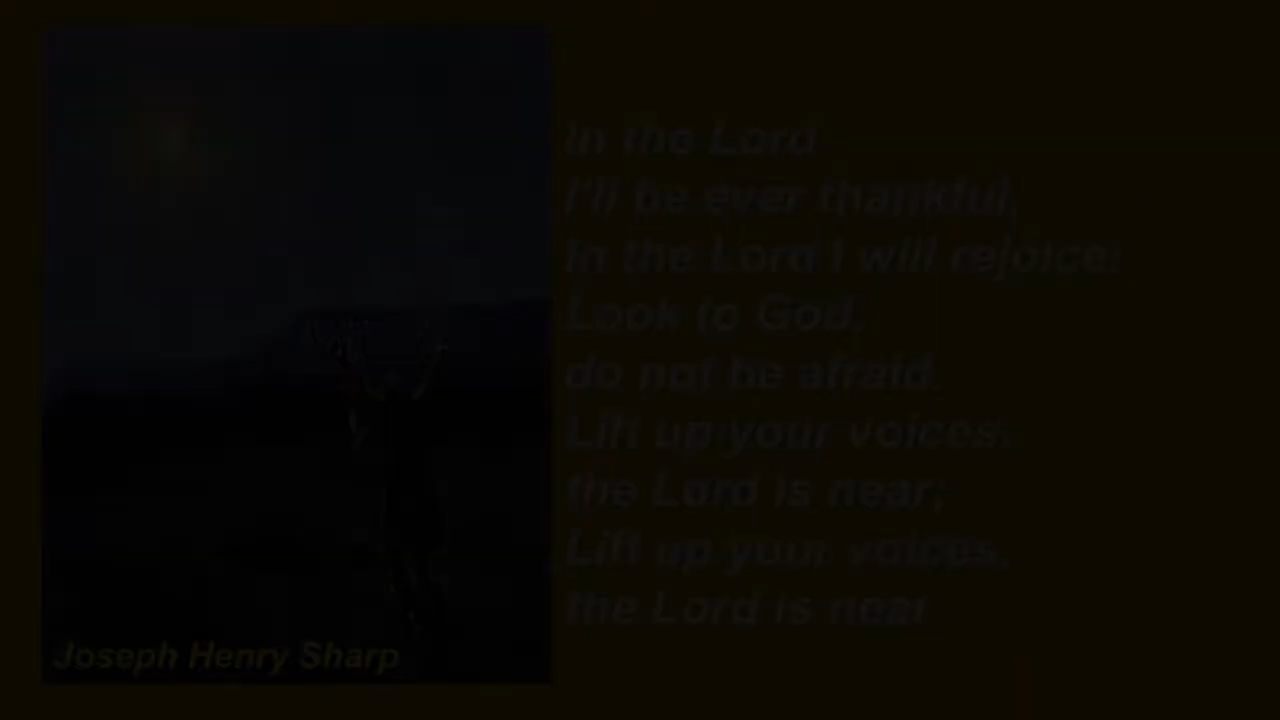 In the Lord
I'll be ever thankful,
In the Lord I will rejoice:
Look to God,
do not be afraid.
Lift up your voices,
the Lord is near;
Lift up your voices,
the Lord is near
Joseph Henry Sharp